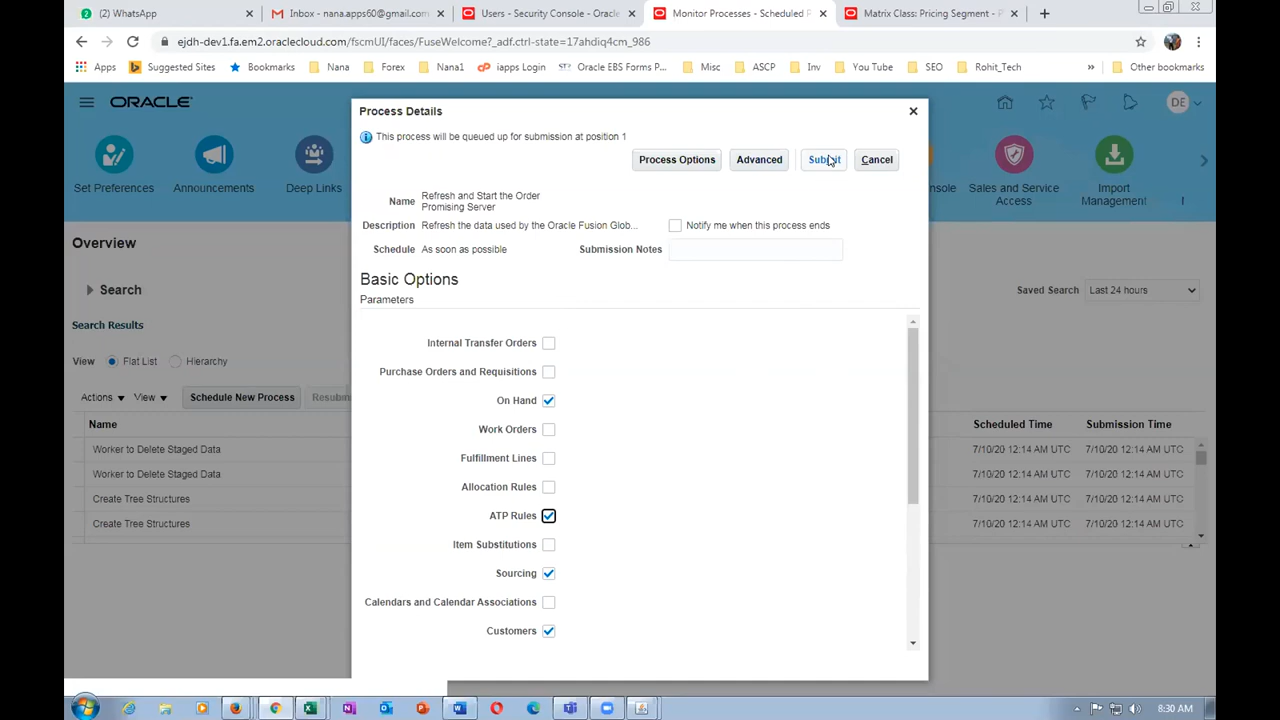 WhatsApp
Inbox - nana.apps60@gmail.com
Users - Security Console - Oracle
Monitor Processes - Scheduled P
Matrix Class: Pricing Segment - P
ejdh-dev1.fa.em2.oraclecloud.com/fscmUI/faces/FuseWelcome?_adf.ctrl-state=17ahdiq4cm_986
Apps Suggested Sites Bookmarks Nana Forex Nana1 iapps Login Oracle EBS Forms P... Misc ASCP Inv You Tube SEO Rohit_Tech » Other bookmarks
ORACLE
DE
Set Preferences
Announcements
Deep Links
onsole
Sales and Service
Access
Import
Management
Overview
Search
Saved Search Last 24 hours
Search Results
View Flat List Hierarchy
Actions View Schedule New Process Resubm
Name Scheduled Time Submission Time
Worker to Delete Staged Data 7/10/20 12:14 AM UTC 7/10/20 12:14 AM UTC
Worker to Delete Staged Data 7/10/20 12:14 AM UTC 7/10/20 12:14 AM UTC
Create Tree Structures 7/10/20 12:14 AM UTC 7/10/20 12:14 AM UTC
Create Tree Structures 7/10/20 12:14 AM UTC 7/10/20 12:14 AM UTC
Process Details
This process will be queued up for submission at position 1
Process Options Advanced Submit Cancel
Name Refresh and Start the Order
Promising Server
Description Refresh the data used by the Oracle Fusion Glob... Notify me when this process ends
Schedule As soon as possible Submission Notes
Basic Options
Parameters
Internal Transfer Orders
Purchase Orders and Requisitions
On Hand
Work Orders
Fulfillment Lines
Allocation Rules
ATP Rules
Item Substitutions
Sourcing
Calendars and Calendar Associations
Customers
8:30 AM